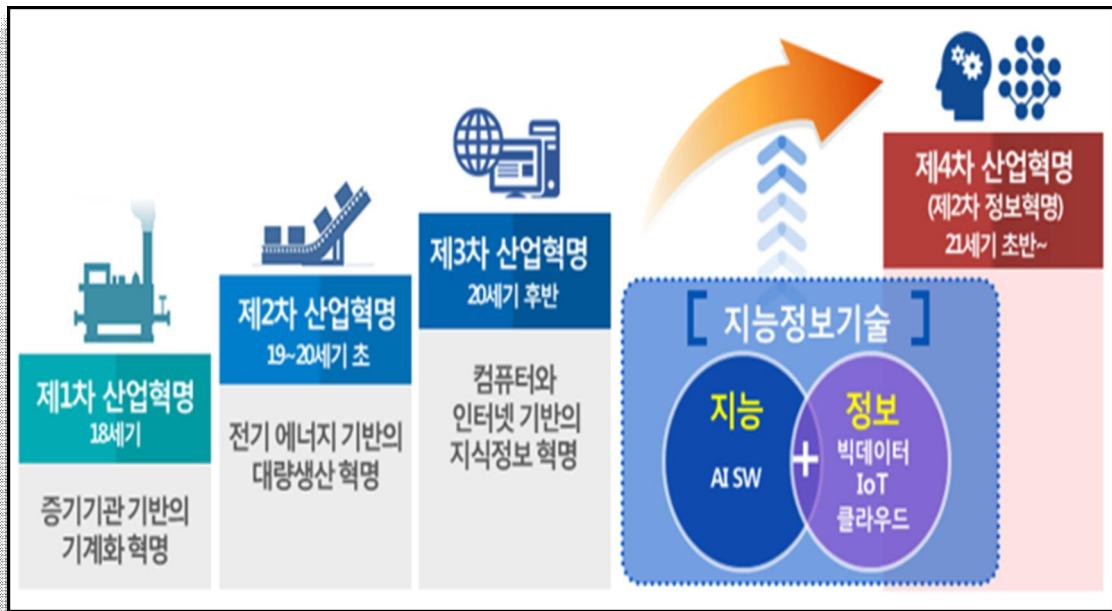 제1차 산업혁명
18세기
증기기관 기반의
기계화 혁명
제2차 산업혁명
19~20세기 초
전기 에너지 기반의
대량생산 혁명
제3차 산업혁명
20세기 후반
컴퓨터와
인터넷 기반의
지식정보 혁명
[ 지능정보기술 ]
지능
AI SW
+
정보
빅데이터
IoT
클라우드
제4차 산업혁명
(제2차 정보혁명)
21세기 초반~